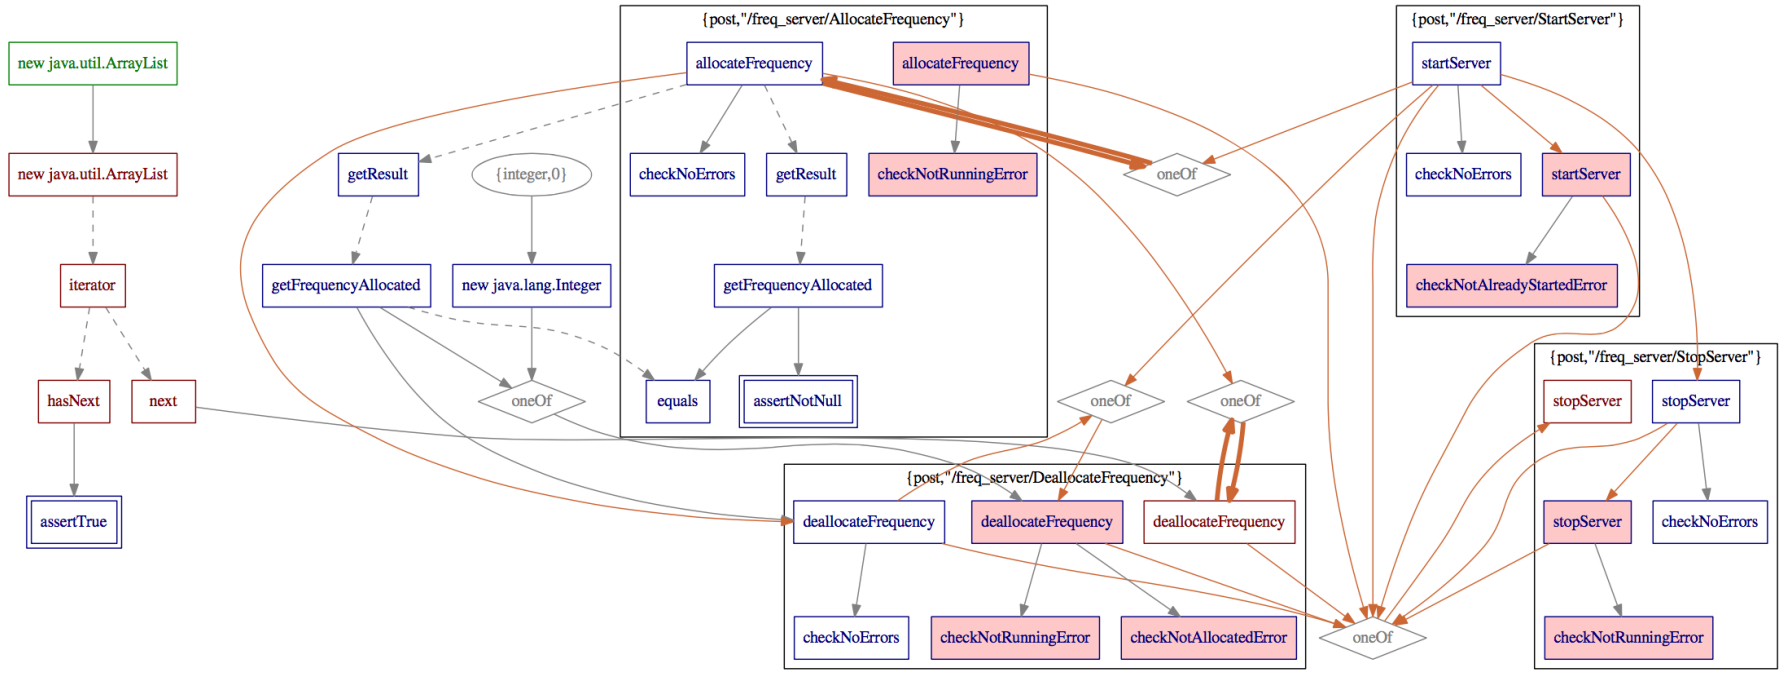 {post,"/freq_server/AllocateFrequency"}
{post,"/freq_server/StartServer"}
new java.util.ArrayList
allocateFrequency
allocateFrequency
startServer
new java.util.ArrayList
getResult
{integer,0}
checkNoErrors
getResult
checkNotRunningError
oneOf
checkNoErrors
startServer
iterator
getFrequencyAllocated
new java.lang.Integer
getFrequencyAllocated
checkNotAlreadyStartedError
{post,"/freq_server/StopServer"}
hasNext
next
oneOf
equals
assertNotNull
oneOf
oneOf
stopServer
stopServer
{post,"/freq_server/DeallocateFrequency"}
assertTrue
deallocateFrequency
deallocateFrequency
deallocateFrequency
stopServer
checkNoErrors
checkNoErrors
checkNotRunningError
checkNotAllocatedError
oneOf
checkNotRunningError